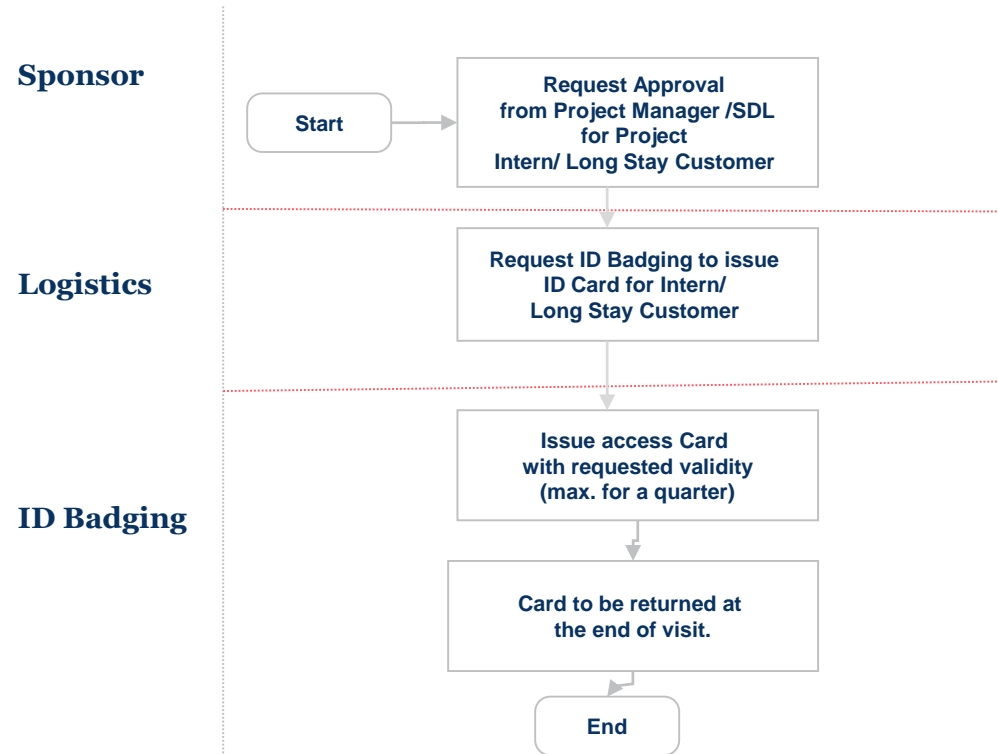 Sponsor
Start
Request Approval
from Project Manager /SDL
for Project
Intern/ Long Stay Customer
Logistics
Request ID Badging to issue
ID Card for Intern/
Long Stay Customer
ID Badging
Issue access Card
with requested validity
(max. for a quarter)
Card to be returned at
the end of visit.
End